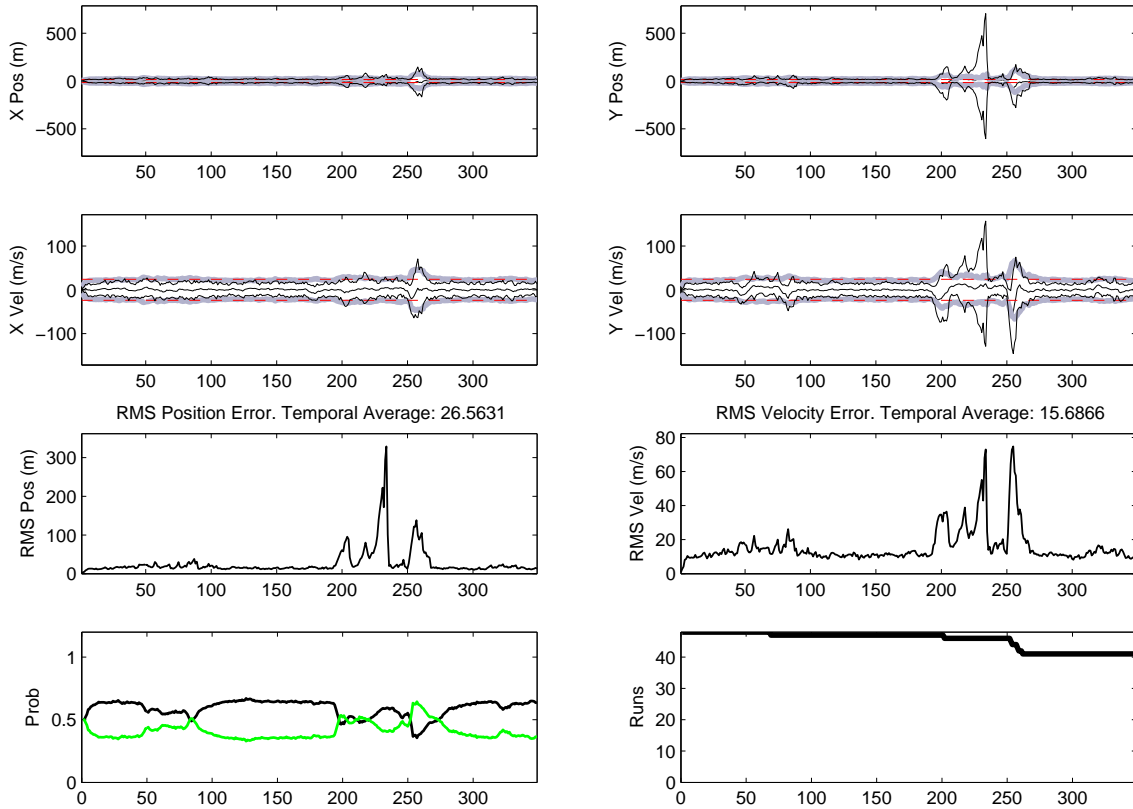 500
0
−500
X Pos (m)
50 100 150 200 250 300
500
0
−500
Y Pos (m)
50 100 150 200 250 300
100
0
−100
X Vel (m/s)
50 100 150 200 250 300
100
0
−100
Y Vel (m/s)
50 100 150 200 250 300
RMS Position Error. Temporal Average: 26.5631
300
200
100
0
RMS Pos (m)
0 50 100 150 200 250 300
RMS Velocity Error. Temporal Average: 15.6866
80
60
40
20
0
RMS Vel (m/s)
0 50 100 150 200 250 300
1
0.5
0
Prob
0 50 100 150 200 250 300
40
30
20
10
0
Runs
50 100 150 200 250 300